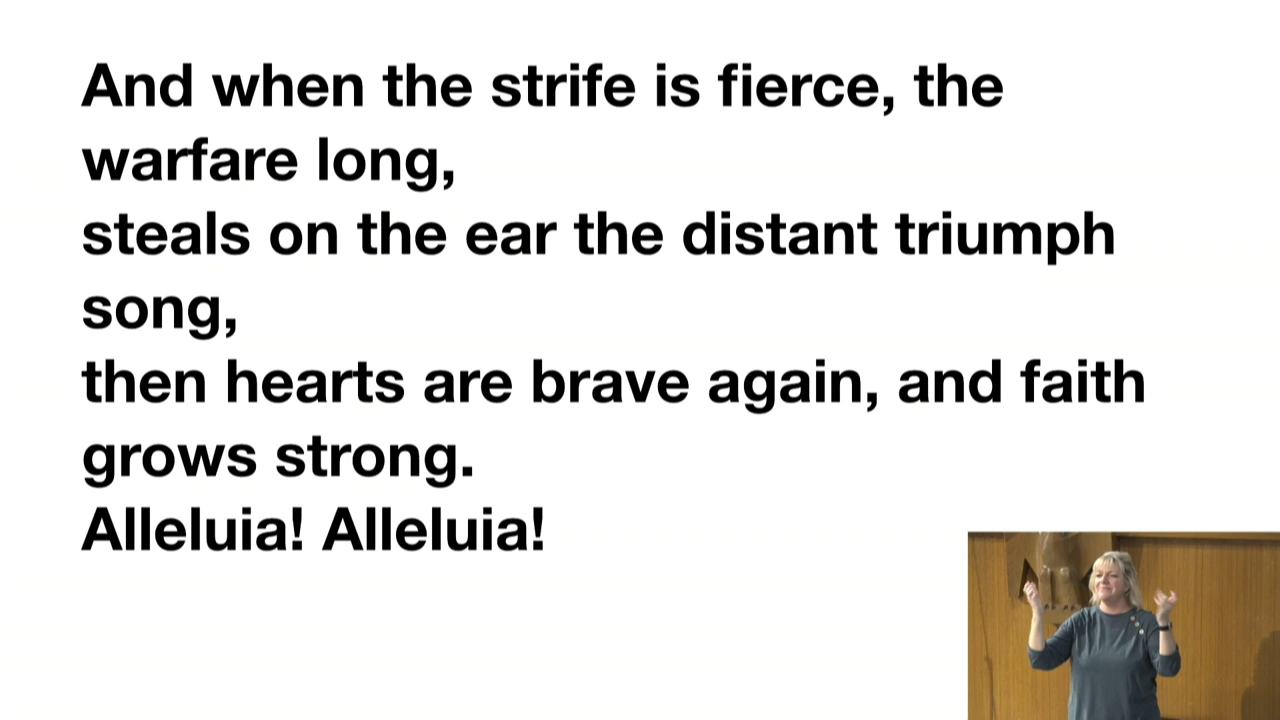 And when the strife is fierce, the
warfare long,
steals on the ear the distant triumph
song,
then hearts are brave again, and faith
grows strong.
Alleluia! Alleluia!